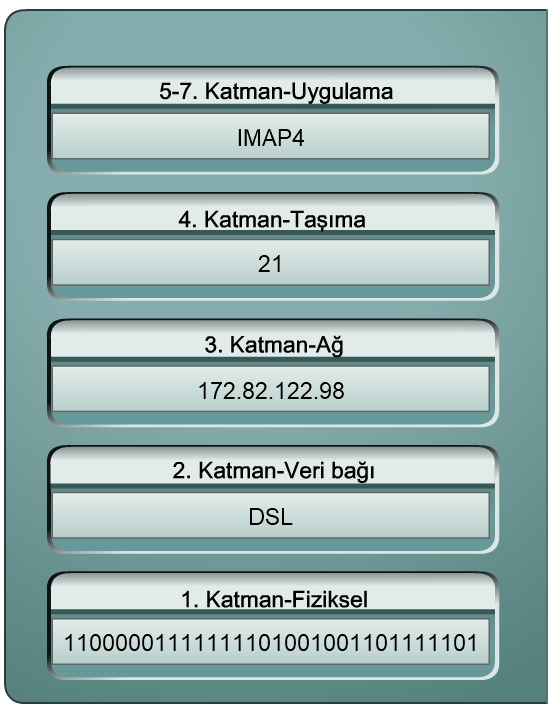 5-7. Katman-Uygulama
IMAP4
4. Katman-Taşıma
21
3. Katman-Ağ
172.82.122.98
2. Katman-Veri bağı
DSL
1. Katman-Fiziksel
11000001111111101001001101111101